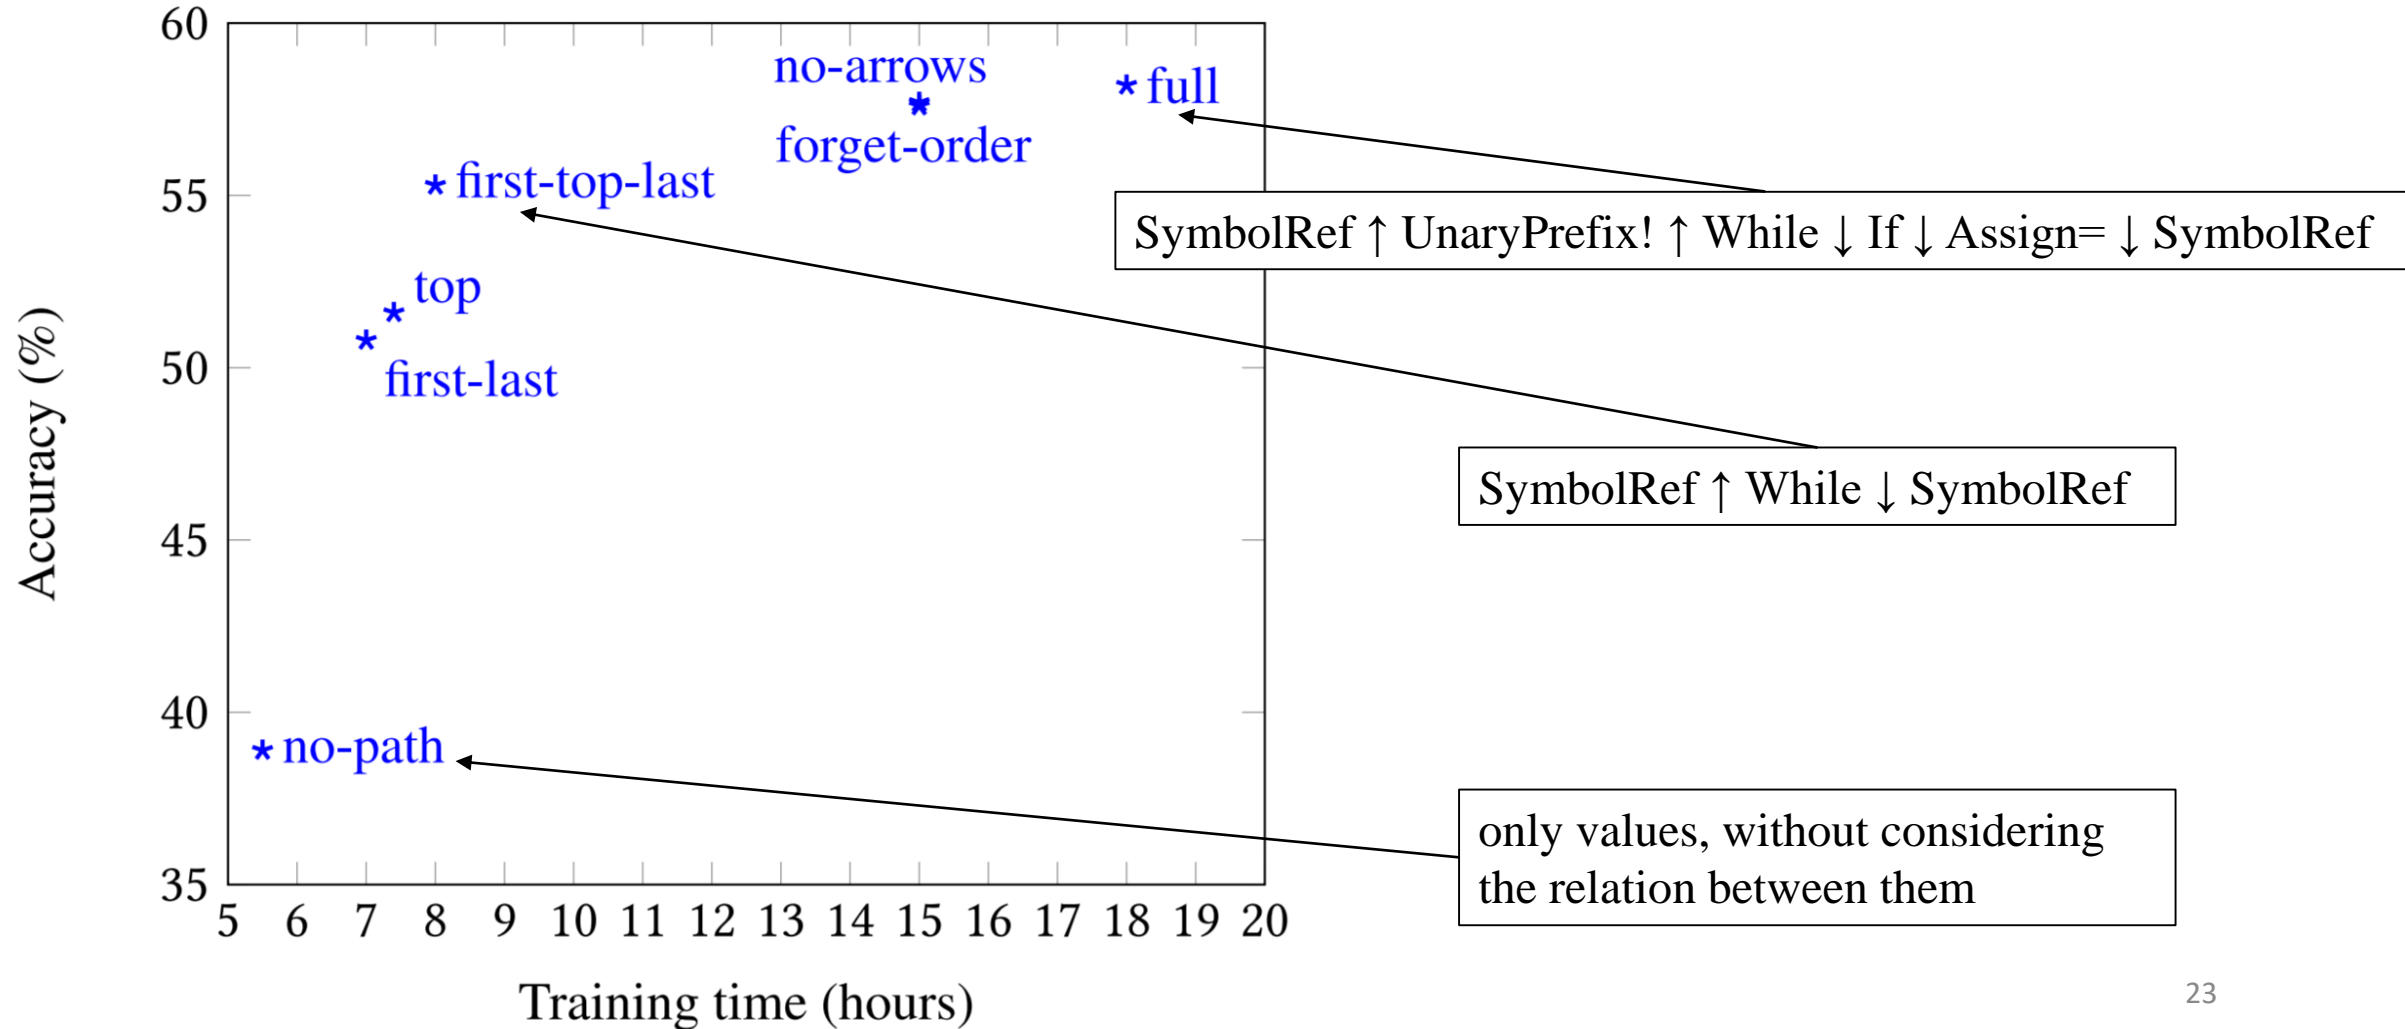 60
no-arrows
* full
*
forget-order
* first-top-last
55
SymbolRef ↑ UnaryPrefix! ↑ While ↓ If ↓ Assign= ↓ SymbolRef
top
*
*
50
first-last
Accuracy (%)
SymbolRef ↑ While ↓ SymbolRef
45
40
* no-path
only values, without considering
the relation between them
35
5 6 7 8 9 10 11 12 13 14 15 16 17 18 19 20
Training time (hours)
23